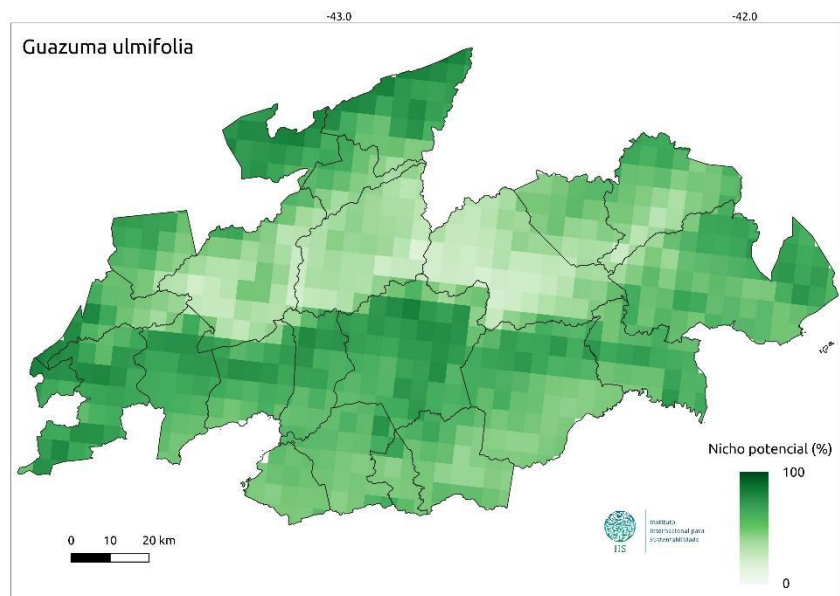 -43.0
-42.0
Guazuma ulmifolia
Nicho potencial (%)
100
0
0 10 20 km
IIS
Instituto
Internacional para
Sustentabilidade